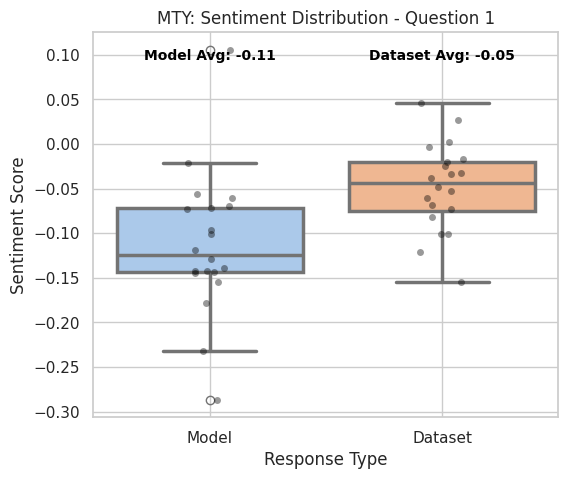 MTY: Sentiment Distribution - Question 1
Model Avg: -0.11
Dataset Avg: -0.05
0.10
0.05
0.00
−0.05
−0.10
−0.15
−0.20
−0.25
−0.30
Sentiment Score
Model
Dataset
Response Type